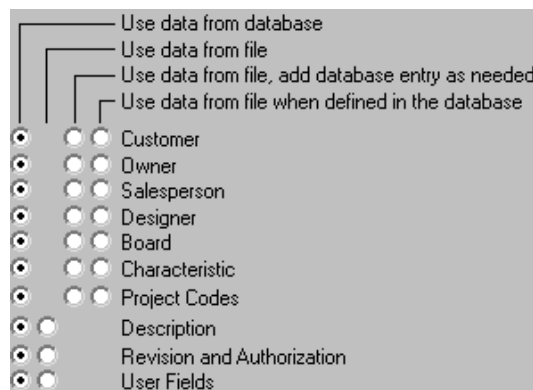 Use data from database
Use data from file
Use data from file, add database entry as needed
Use data from file when defined in the database
Customer
Owner
Salesperson
Designer
Board
Characteristic
Project Codes
Description
Revision and Authorization
User Fields